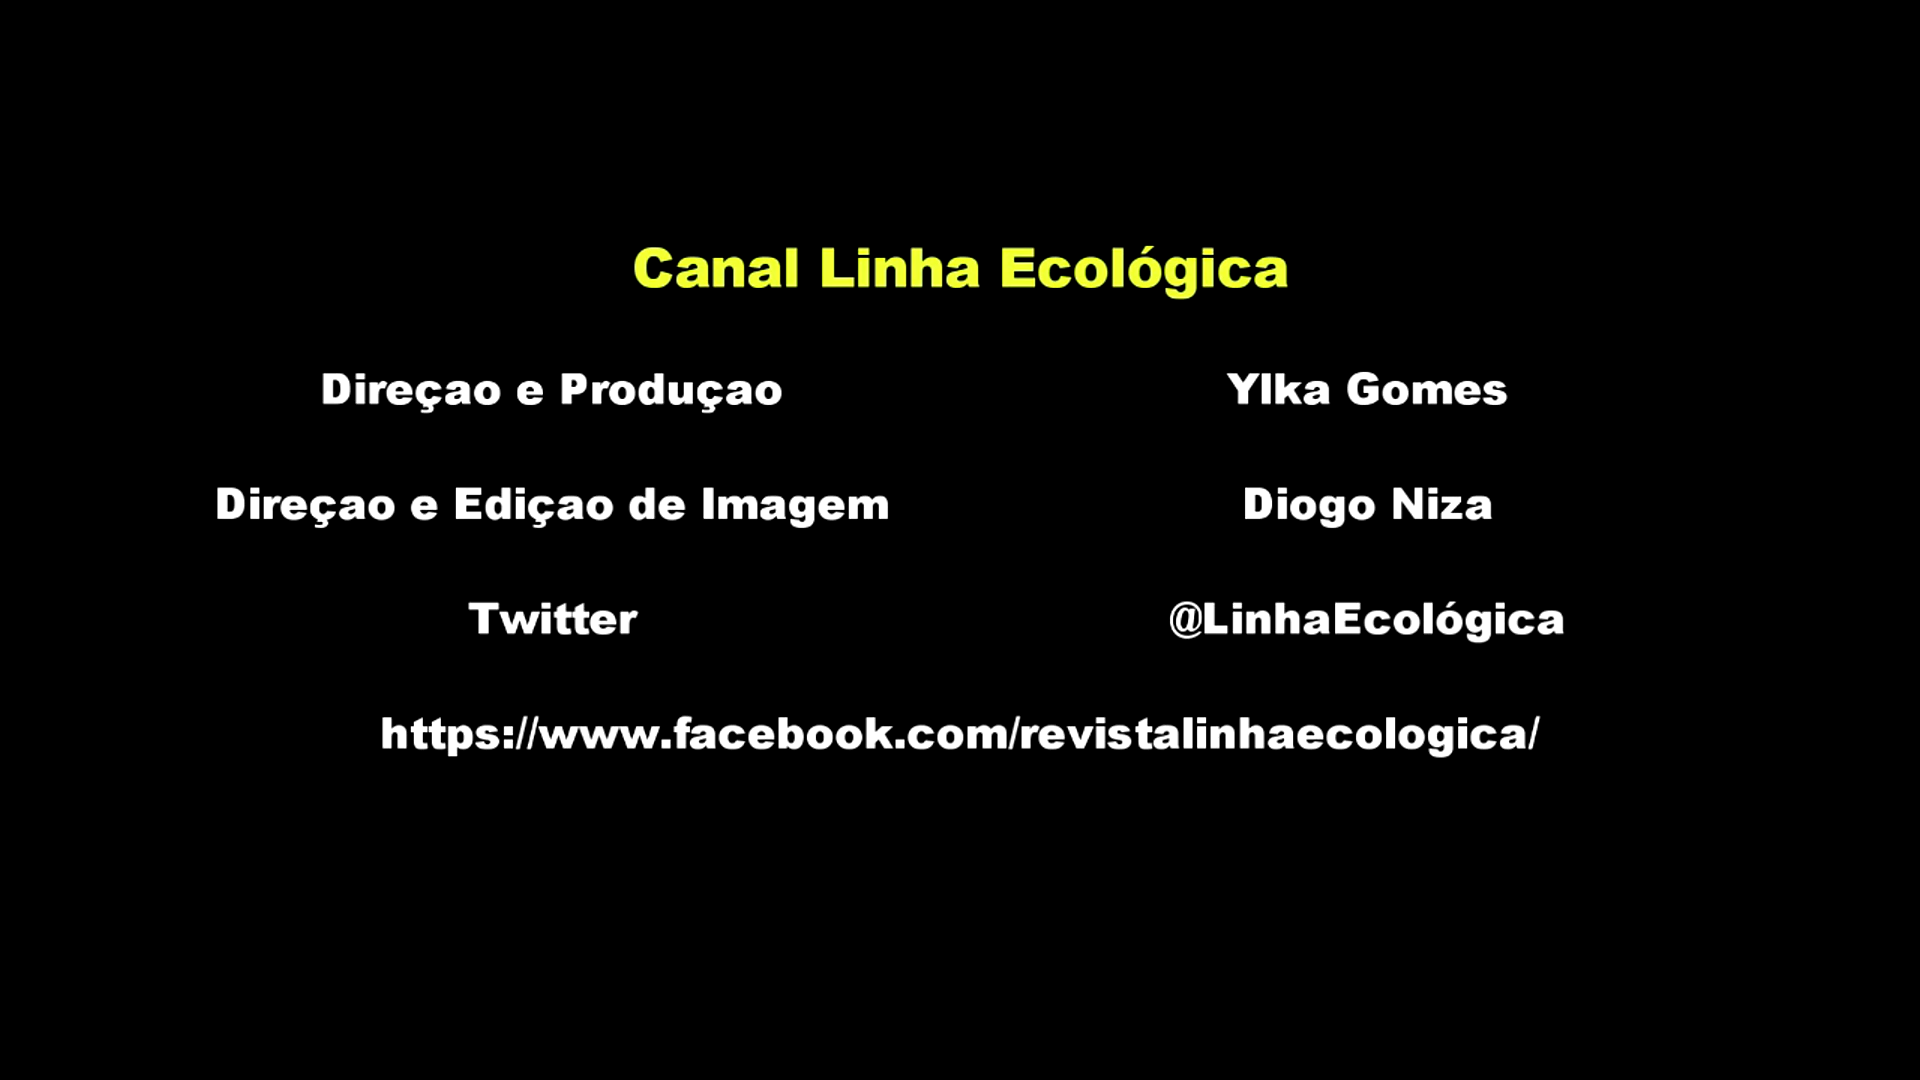 Canal Linha Ecológica
Direçao e Produçao Ylka Gomes
Direçao e Ediçao de Imagem Diogo Niza
Twitter @LinhaEcológica
https://www.facebook.com/revistalinhaecologica/